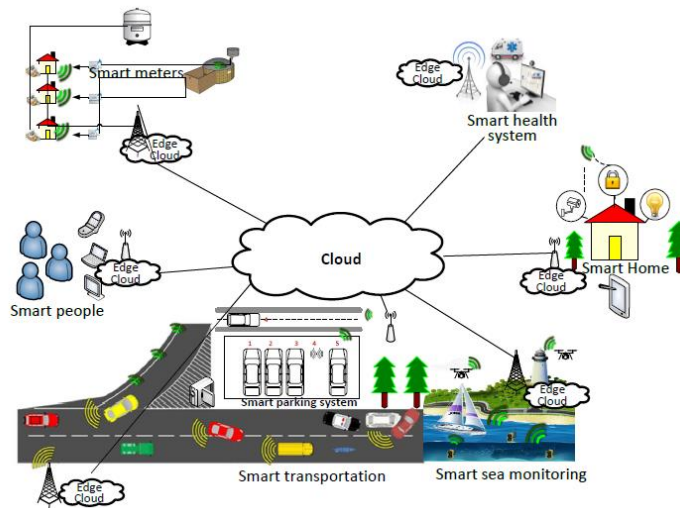 Smart meters
Edge
Cloud
Edge
Cloud
Smart health
system
Cloud
Edge
Cloud
Smart people
Edge
Cloud
Smart Home
1 2 3 4 5
Smart parking system
Edge
Cloud
Smart transportation
Smart sea monitoring
Edge
Cloud